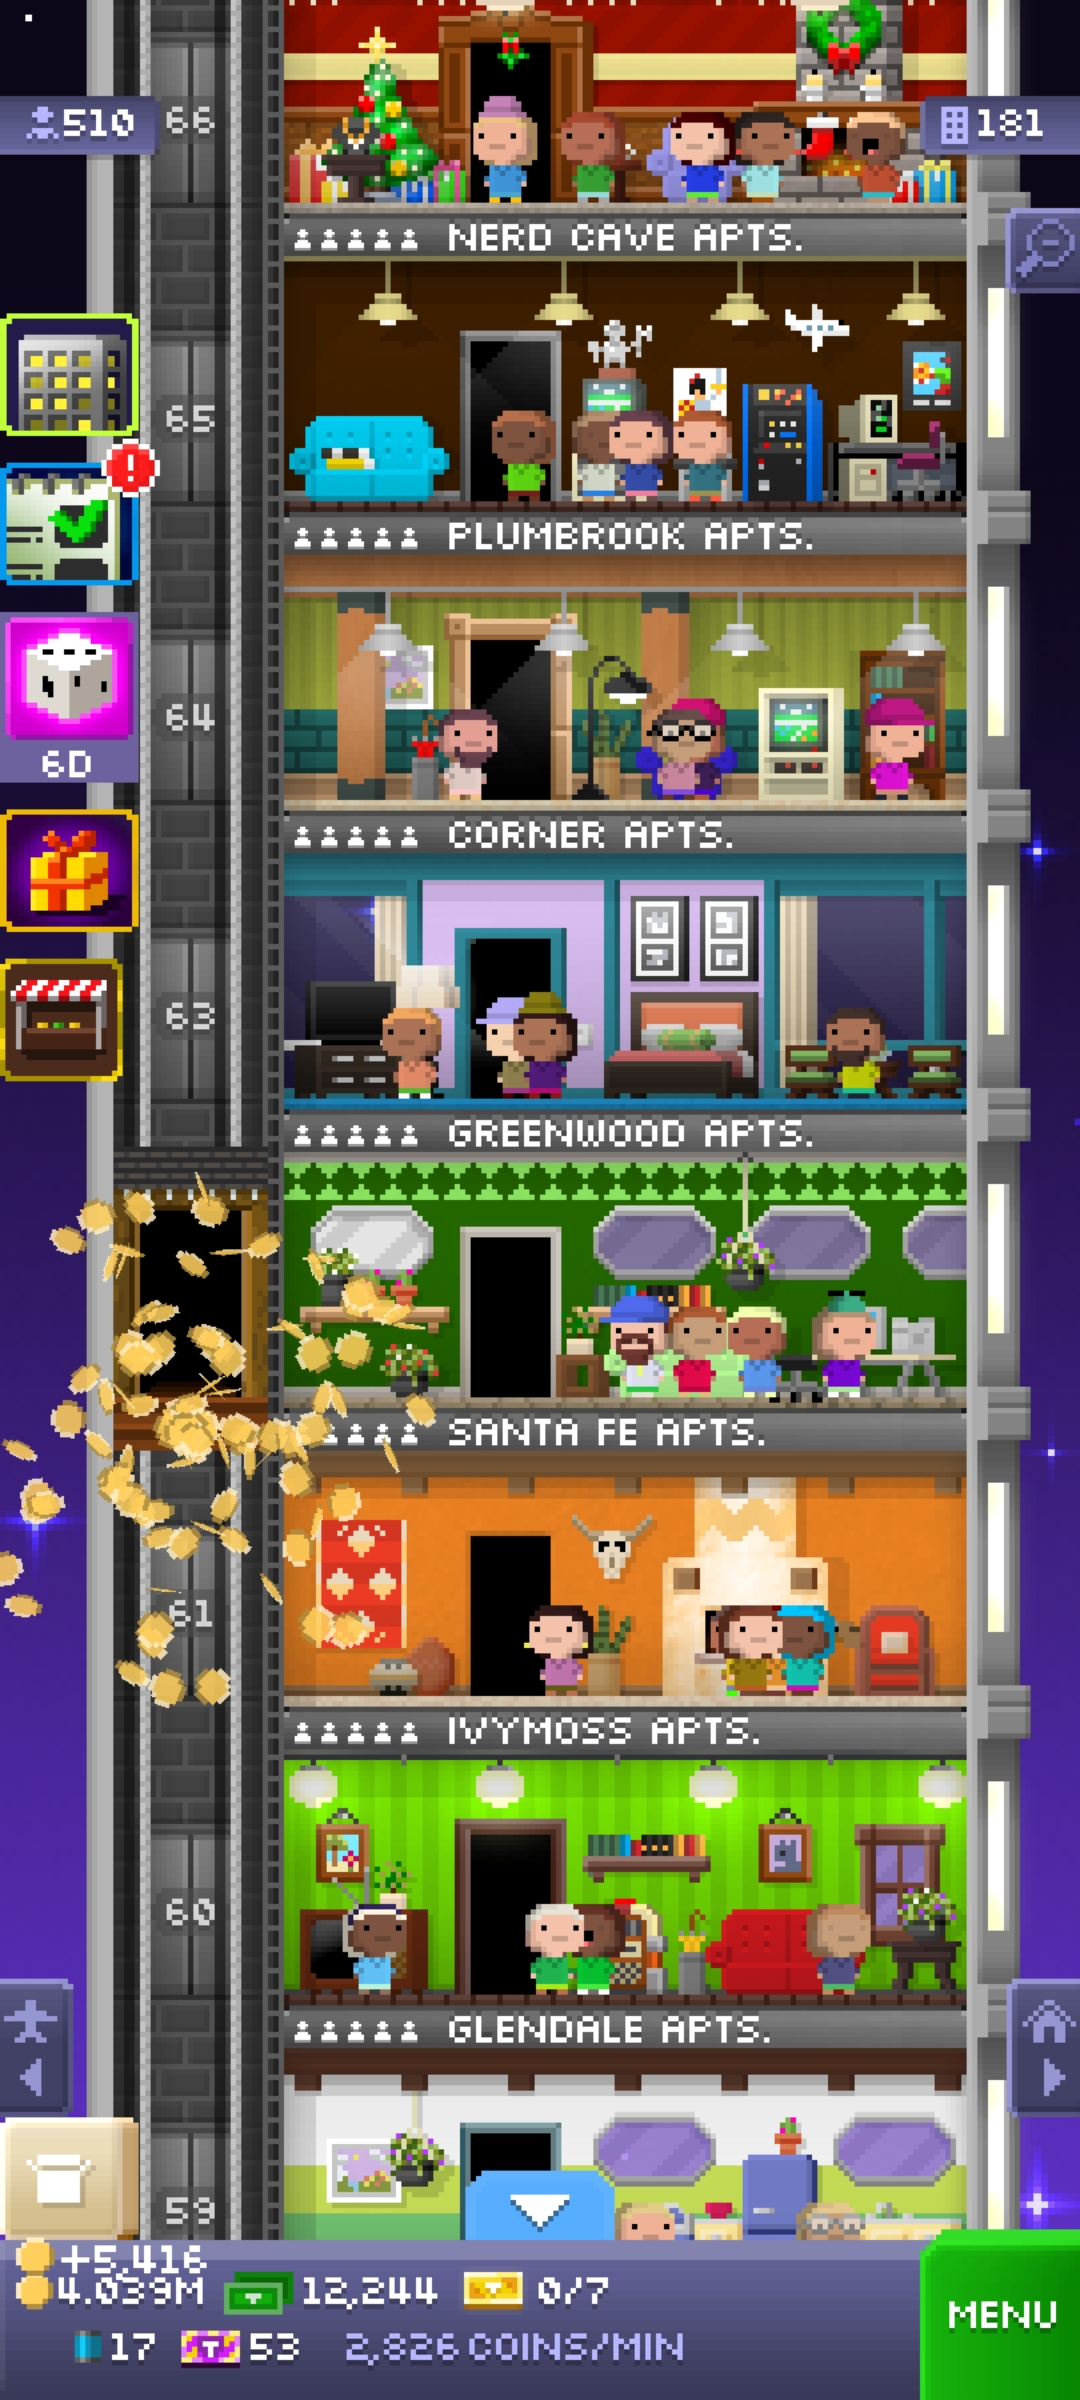 510
66
181
NERD CAVE APTS.
65
PLUMBROOK APTS.
64
6D
CORNER APTS.
63
GREENWOOD APTS.
SANTA FE APTS.
61
IVYMOSS APTS.
60
GLENDALE APTS.
59
+5,416
4.039M 12,244 0/7
MENU
17 T 53 2,826 COINS/MIN